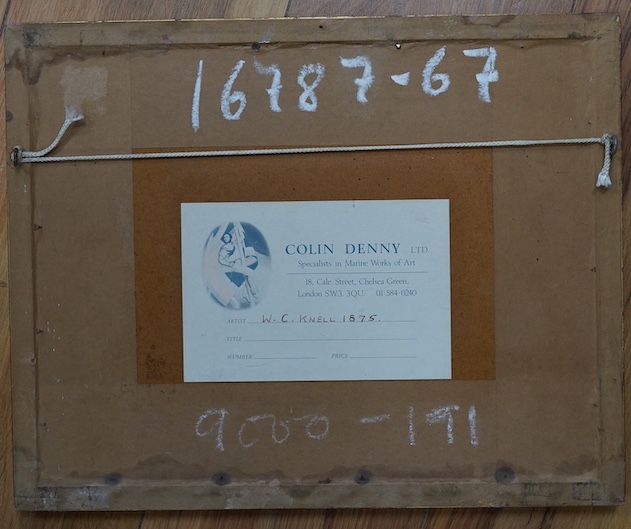 16787-67
COLIN DENNY LTD.
Specialists in Marine Works of Art
18, Cale Street, Chelsea Green,
London SW3 3QU 01-584-0240
ARTIST W. C. KNELL 1875.
TITLE
NUMBER PRICE
9000-191